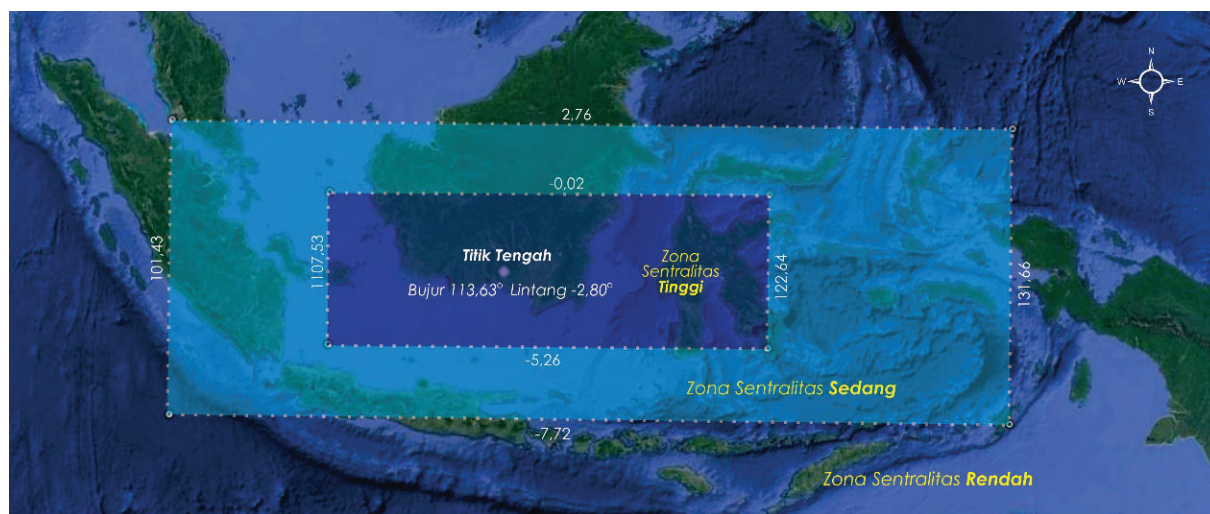 N
W E
S
2,76
-0,02
101,43
1107,53
Titik Tengah
Bujur 113,63° Lintang -2,80°
Zona
Sentralitas
Tinggi
122,64
131,66
-5,26
Zona Sentralitas Sedang
-7,72
Zona Sentralitas Rendah